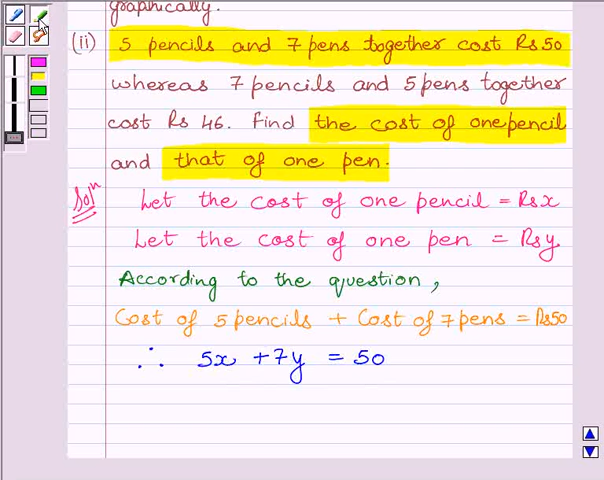 graphically.
(ii) 5 pencils and 7 pens together cost Rs 50
whereas 7 pencils and 5 pens together
cost Rs 46. Find the cost of one pencil
and that of one pen.
Solⁿ Let the cost of one pencil = Rs x
Let the cost of one pen = Rs y
According to the question,
Cost of 5 pencils + Cost of 7 pens = Rs 50
∴ 5x + 7y = 50